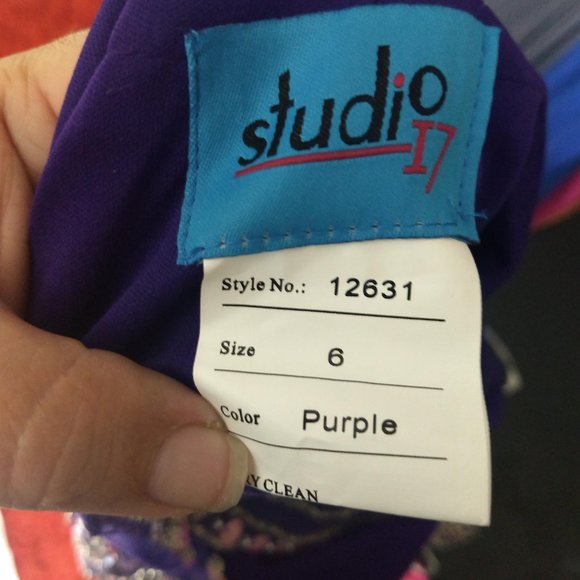 studio
17
Style No.: 12631
Size 6
Color Purple
CLEAN